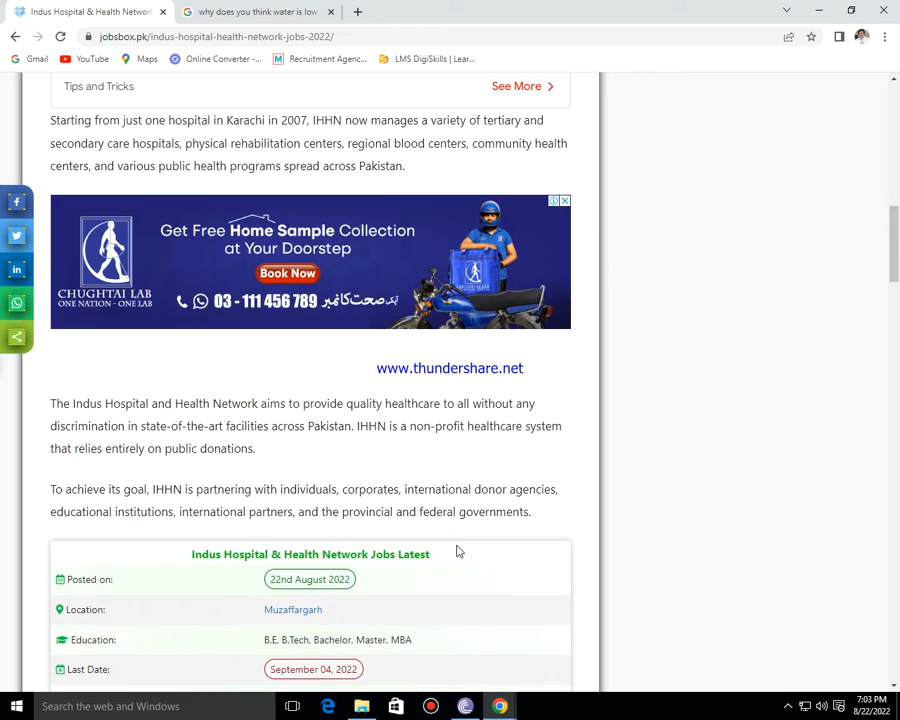 Indus Hospital & Health Network
why does you think water is low
jobsbox.pk/indus-hospital-health-network-jobs-2022/
Gmail YouTube Maps Online Converter -... Recruitment Agenc... LMS DigiSkills | Lear...
Tips and Tricks See More
Starting from just one hospital in Karachi in 2007, IHHN now manages a variety of tertiary and
secondary care hospitals, physical rehabilitation centers, regional blood centers, community health
centers, and various public health programs spread across Pakistan.
Get Free Home Sample Collection
at Your Doorstep
Book Now
CHUGHTAI LAB
ONE NATION - ONE LAB
03 - 111 456 789 ایک صحت کا نمبر
www.thundershare.net
The Indus Hospital and Health Network aims to provide quality healthcare to all without any
discrimination in state-of-the-art facilities across Pakistan. IHHN is a non-profit healthcare system
that relies entirely on public donations.
To achieve its goal, IHHN is partnering with individuals, corporates, international donor agencies,
educational institutions, international partners, and the provincial and federal governments.
Indus Hospital & Health Network Jobs Latest
Posted on: 22nd August 2022
Location: Muzaffargarh
Education: B.E, B.Tech, Bachelor, Master, MBA
Last Date: September 04, 2022
Search the web and Windows
7:03 PM
8/22/2022